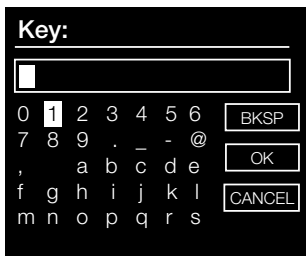 Key:
0 1 2 3 4 5 6 BKSP
7 8 9 . _ - @
, a b c d e OK
f g h i j k l CANCEL
m n o p q r s